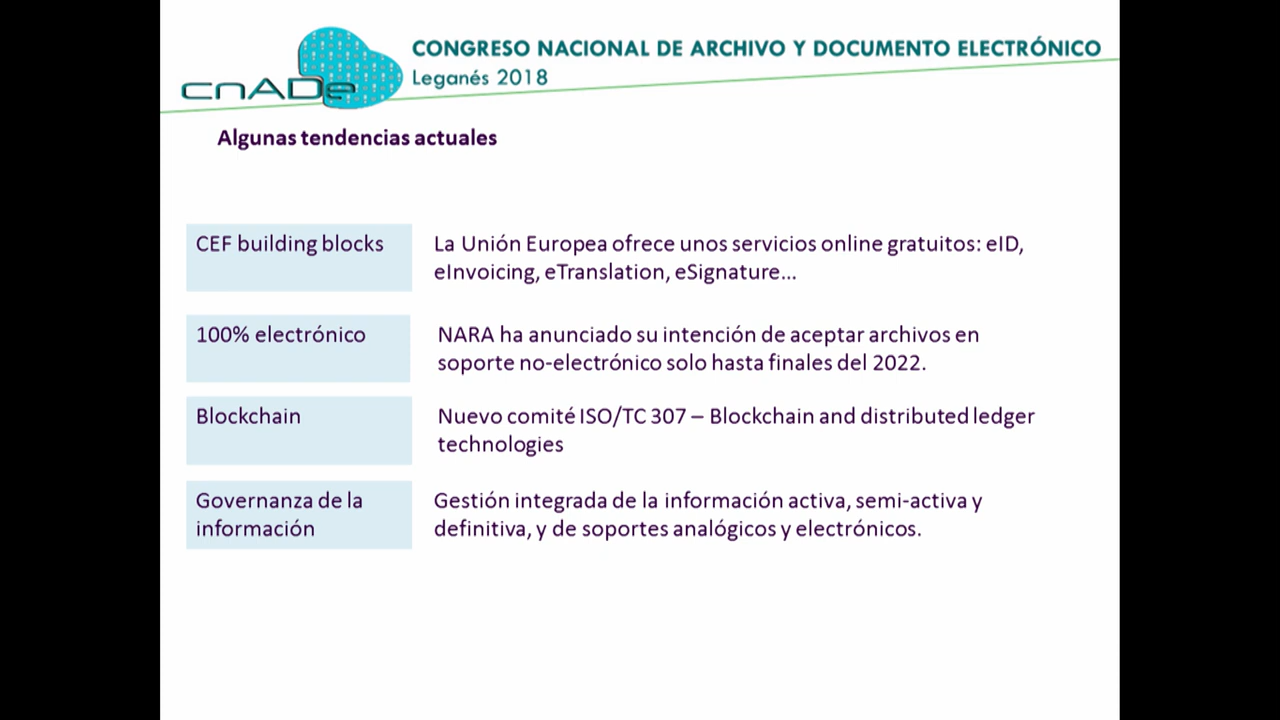 CONGRESO NACIONAL DE ARCHIVO Y DOCUMENTO ELECTRÓNICO
Leganés 2018
cnADe
Algunas tendencias actuales
CEF building blocks
La Unión Europea ofrece unos servicios online gratuitos: eID,
eInvoicing, eTranslation, eSignature...
100% electrónico
NARA ha anunciado su intención de aceptar archivos en
soporte no-electrónico solo hasta finales del 2022.
Blockchain
Nuevo comité ISO/TC 307 – Blockchain and distributed ledger
technologies
Governanza de la
información
Gestión integrada de la información activa, semi-activa y
definitiva, y de soportes analógicos y electrónicos.